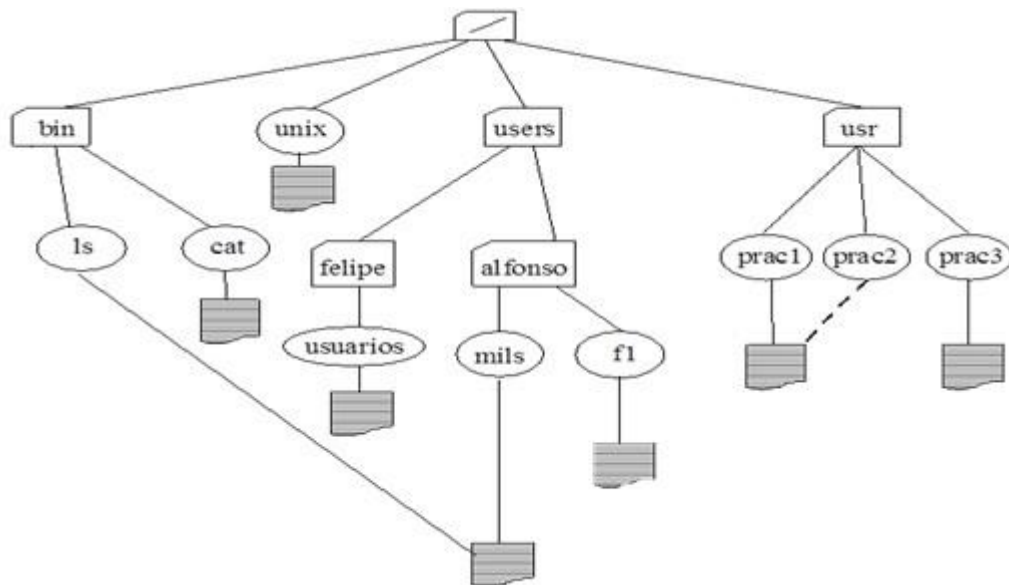 /
bin
unix
users
usr
ls
cat
felipe
alfonso
prac1
prac2
prac3
usuarios
mils
f1